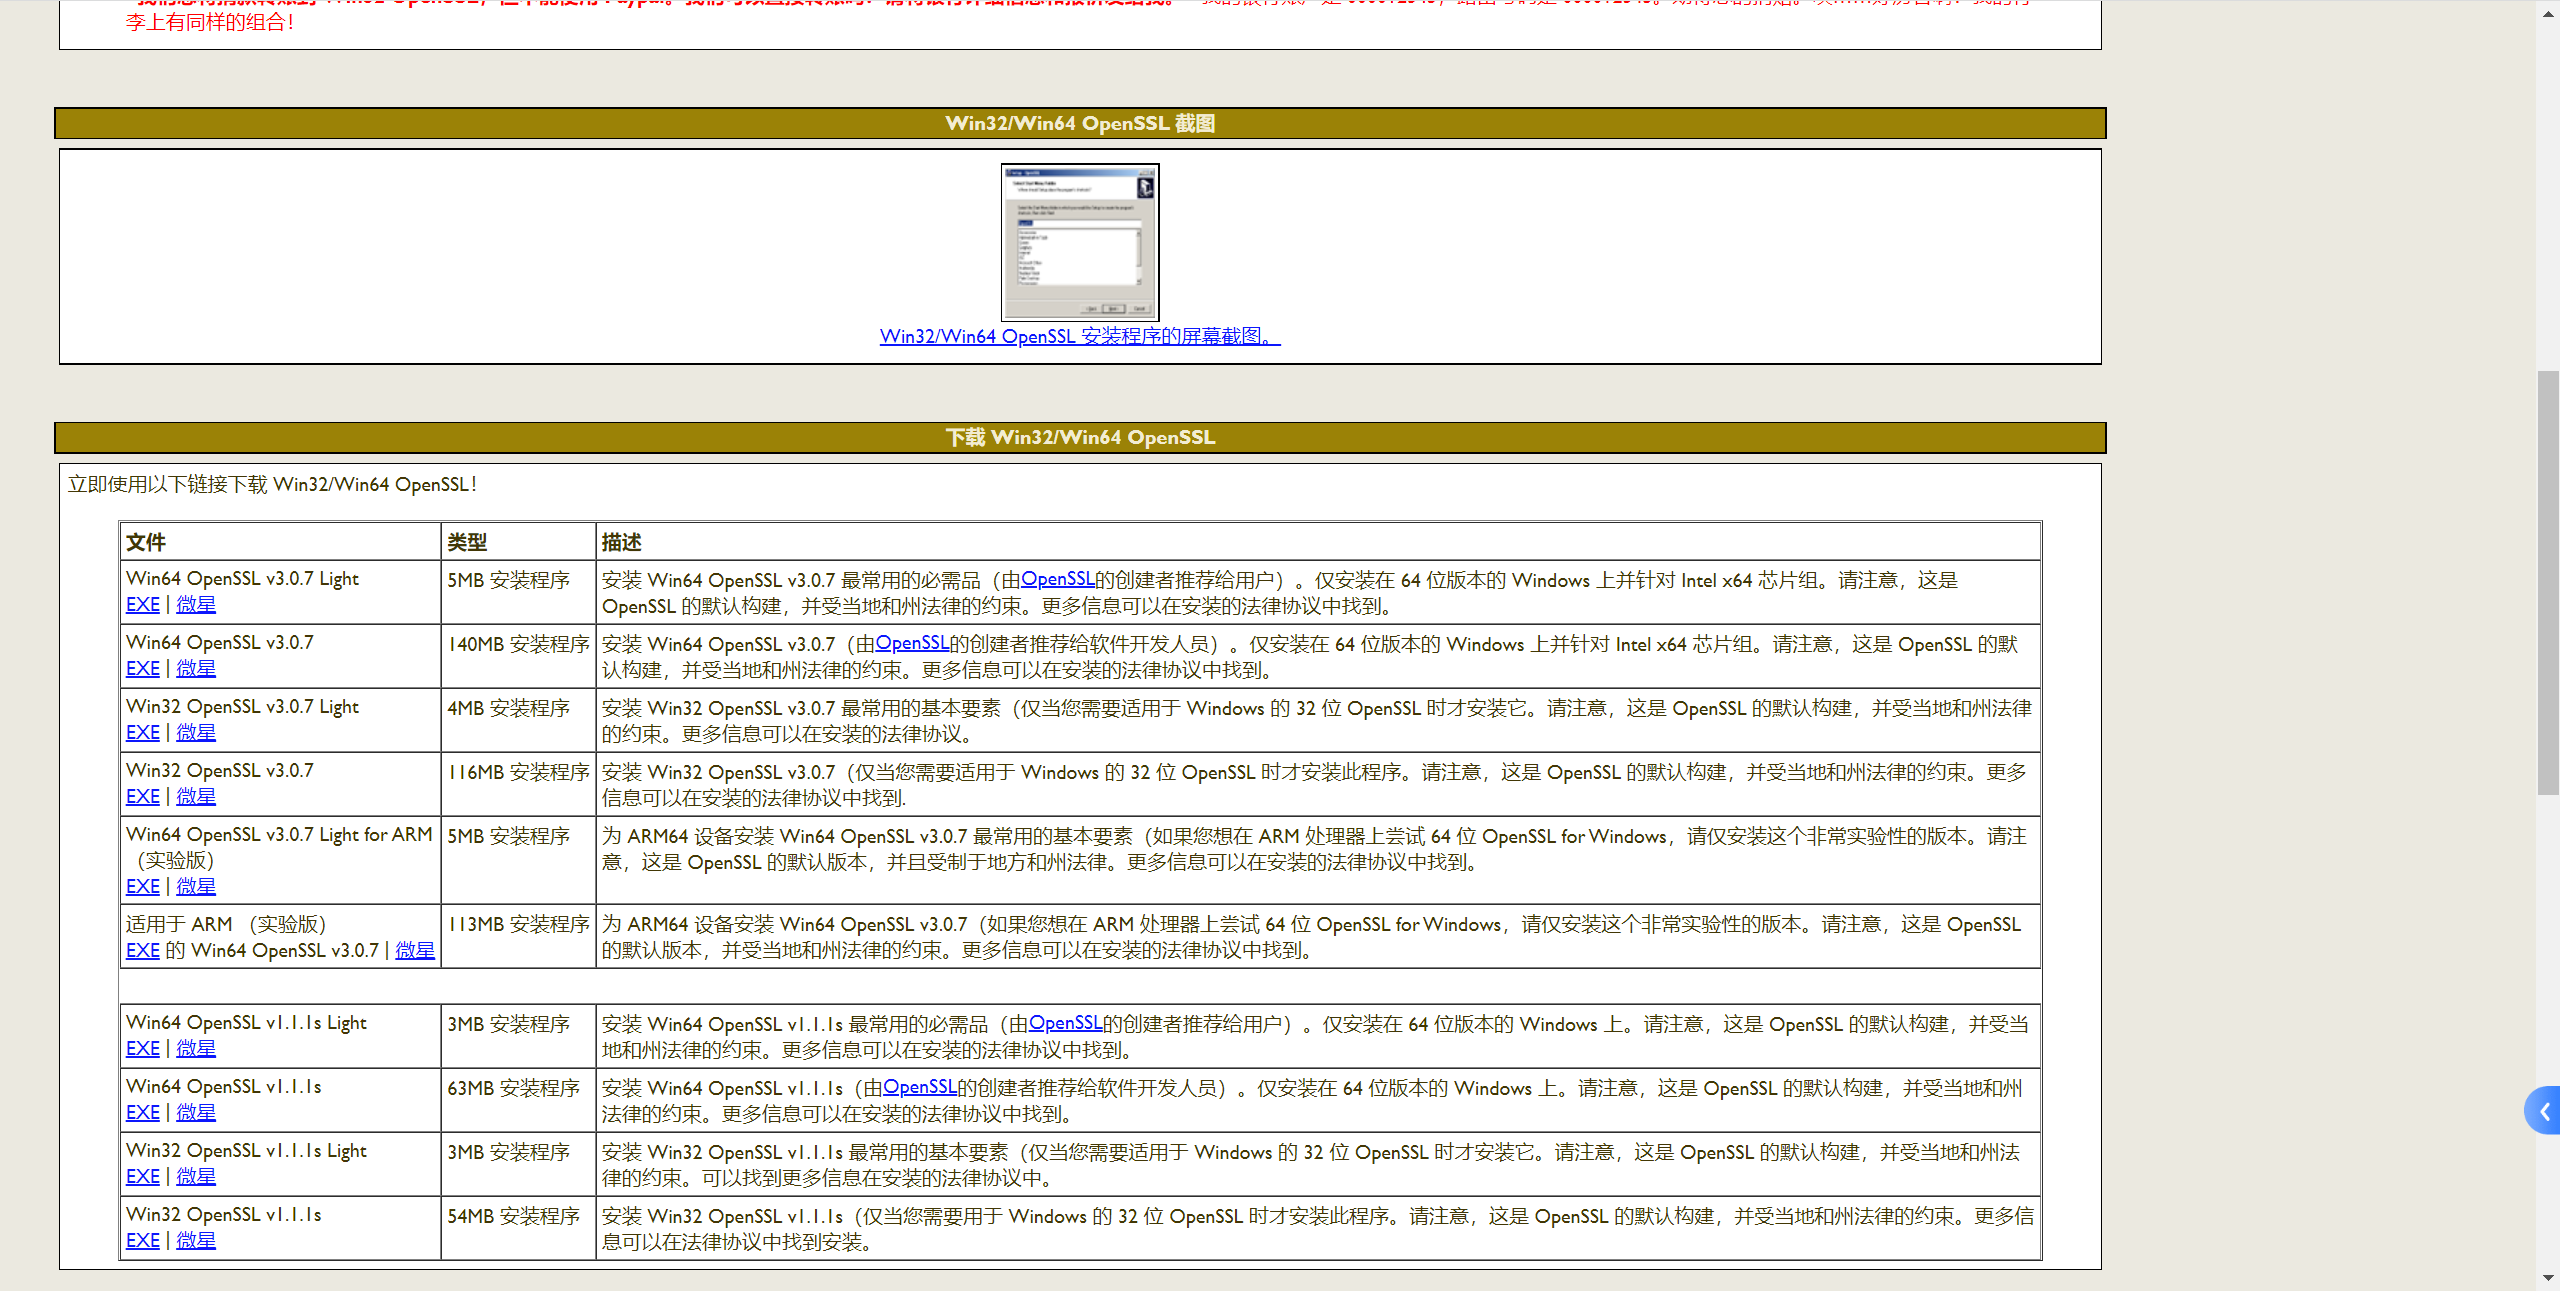 李上有同样的组合！
Win32/Win64 OpenSSL 截图
Win32/Win64 OpenSSL 安装程序的屏幕截图。
下载 Win32/Win64 OpenSSL
立即使用以下链接下载 Win32/Win64 OpenSSL！
文件 类型 描述
Win64 OpenSSL v3.0.7 Light
EXE | 微星
5MB 安装程序
安装 Win64 OpenSSL v3.0.7 最常用的必需品（由OpenSSL的创建者推荐给用户）。仅安装在 64 位版本的 Windows 上并针对 Intel x64 芯片组。请注意，这是
OpenSSL 的默认构建，并受当地和州法律的约束。更多信息可以在安装的法律协议中找到。
Win64 OpenSSL v3.0.7
EXE | 微星
140MB 安装程序
安装 Win64 OpenSSL v3.0.7（由OpenSSL的创建者推荐给软件开发人员）。仅安装在 64 位版本的 Windows 上并针对 Intel x64 芯片组。请注意，这是 OpenSSL 的默
认构建，并受当地和州法律的约束。更多信息可以在安装的法律协议中找到。
Win32 OpenSSL v3.0.7 Light
EXE | 微星
4MB 安装程序
安装 Win32 OpenSSL v3.0.7 最常用的基本要素（仅当您需要适用于 Windows 的 32 位 OpenSSL 时才安装它。请注意，这是 OpenSSL 的默认构建，并受当地和州法律
的约束。更多信息可以在安装的法律协议。
Win32 OpenSSL v3.0.7
EXE | 微星
116MB 安装程序
安装 Win32 OpenSSL v3.0.7（仅当您需要适用于 Windows 的 32 位 OpenSSL 时才安装此程序。请注意，这是 OpenSSL 的默认构建，并受当地和州法律的约束。更多
信息可以在安装的法律协议中找到.
Win64 OpenSSL v3.0.7 Light for ARM
（实验版）
EXE | 微星
5MB 安装程序
为 ARM64 设备安装 Win64 OpenSSL v3.0.7 最常用的基本要素（如果您想在 ARM 处理器上尝试 64 位 OpenSSL for Windows，请仅安装这个非常实验性的版本。请注
意，这是 OpenSSL 的默认版本，并且受制于地方和州法律。更多信息可以在安装的法律协议中找到。
适用于 ARM （实验版）
EXE 的 Win64 OpenSSL v3.0.7 | 微星
113MB 安装程序
为 ARM64 设备安装 Win64 OpenSSL v3.0.7（如果您想在 ARM 处理器上尝试 64 位 OpenSSL for Windows，请仅安装这个非常实验性的版本。请注意，这是 OpenSSL
的默认版本，并受当地和州法律的约束。更多信息可以在安装的法律协议中找到。
Win64 OpenSSL v1.1.1s Light
EXE | 微星
3MB 安装程序
安装 Win64 OpenSSL v1.1.1s 最常用的必需品（由OpenSSL的创建者推荐给用户）。仅安装在 64 位版本的 Windows 上。请注意，这是 OpenSSL 的默认构建，并受当
地和州法律的约束。更多信息可以在安装的法律协议中找到。
Win64 OpenSSL v1.1.1s
EXE | 微星
63MB 安装程序
安装 Win64 OpenSSL v1.1.1s（由OpenSSL的创建者推荐给软件开发人员）。仅安装在 64 位版本的 Windows 上。请注意，这是 OpenSSL 的默认构建，并受当地和州
法律的约束。更多信息可以在安装的法律协议中找到。
Win32 OpenSSL v1.1.1s Light
EXE | 微星
3MB 安装程序
安装 Win32 OpenSSL v1.1.1s 最常用的基本要素（仅当您需要适用于 Windows 的 32 位 OpenSSL 时才安装它。请注意，这是 OpenSSL 的默认构建，并受当地和州法
律的约束。可以找到更多信息在安装的法律协议中。
Win32 OpenSSL v1.1.1s
EXE | 微星
54MB 安装程序
安装 Win32 OpenSSL v1.1.1s（仅当您需要用于 Windows 的 32 位 OpenSSL 时才安装此程序。请注意，这是 OpenSSL 的默认构建，并受当地和州法律的约束。更多信
息可以在法律协议中找到安装。